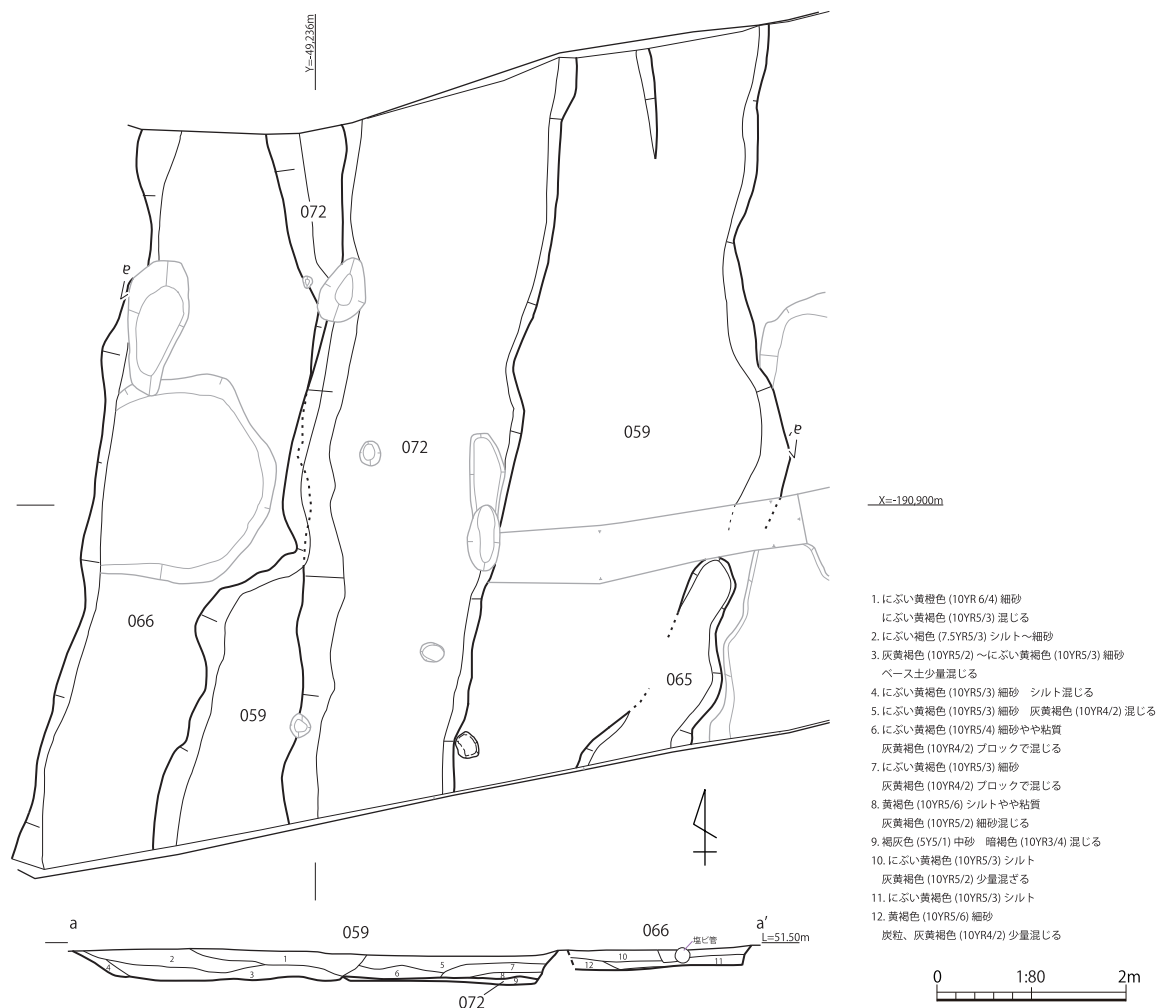 Y=-49,236m
072
a
072
059
a'
X=-190,900m
066
059
065
1. にぶい黄橙色 (10YR 6/4) 細砂
にぶい黄褐色 (10YR5/3) 混じる
2. にぶい褐色 (7.5YR5/3) シルト～細砂
3. 灰黄褐色 (10YR5/2) ～にぶい黄褐色 (10YR5/3) 細砂
ベース土少量混じる
4. にぶい黄褐色 (10YR5/3) 細砂　シルト混じる
5. にぶい黄褐色 (10YR5/3) 細砂　灰黄褐色 (10YR4/2) 混じる
6. にぶい黄褐色 (10YR5/4) 細砂やや粘質
灰黄褐色 (10YR4/2) ブロックで混じる
7. にぶい黄褐色 (10YR5/3) 細砂
灰黄褐色 (10YR4/2) ブロックで混じる
8. 黄褐色 (10YR5/6) シルトやや粘質
灰黄褐色 (10YR5/2) 細砂混じる
9. 褐灰色 (5Y5/1) 中砂　暗褐色 (10YR3/4) 混じる
10. にぶい黄褐色 (10YR5/3) シルト
灰黄褐色 (10YR5/2) 少量混ざる
11. にぶい黄褐色 (10YR5/3) シルト
12. 黄褐色 (10YR5/6) 細砂
炭粒、灰黄褐色 (10YR4/2) 少量混じる
a
059
066
a'
L=51.50m
塩ビ管
1
2
3
4
5
6
7
8
9
10
11
12
072
0
1:80
2m